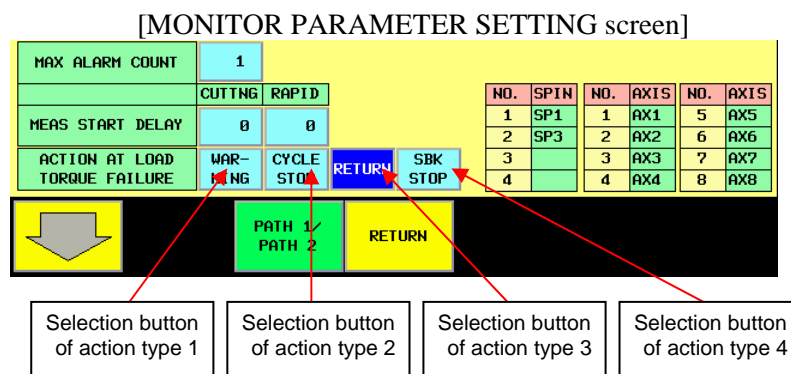 [MONITOR PARAMETER SETTING screen]
MAX ALARM COUNT 1
CUTTNG RAPID
MEAS START DELAY 0 0
ACTION AT LOAD
TORQUE FAILURE
WAR-
NING
CYCLE
STOP
RETURN
SBK
STOP
NO. SPIN NO. AXIS NO. AXIS
1 SP1 1 AX1 5 AX5
2 SP3 2 AX2 6 AX6
3 3 AX3 7 AX7
4 4 AX4 8 AX8
PATH 1/
PATH 2
RETURN
Selection button
of action type 1
Selection button
of action type 2
Selection button
of action type 3
Selection button
of action type 4